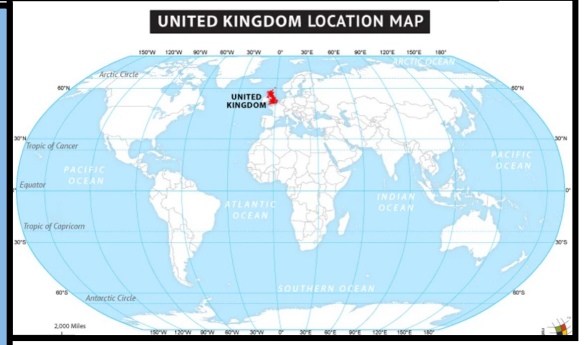 UNITED KINGDOM LOCATION MAP
150°W 120°W 90°W 60°W 30°W 0° 30°E 60°E 90°E 120°E 150°E 180°
ARCTIC OCEAN
Arctic Circle
60°N 60°N
UNITED
KINGDOM
30°N 30°N
Tropic of Cancer
PACIFIC
OCEAN
PACIFIC
OCEAN
Equator 0°
ATLANTIC
OCEAN
INDIAN
OCEAN
Tropic of Capricorn
30°S 30°S
SOUTHERN OCEAN
60°S 60°S
Antarctic Circle
2,000 Miles
150°W 120°W 90°W 60°W 30°W 0° 30°E 60°E 90°E 120°E 150°E 180°